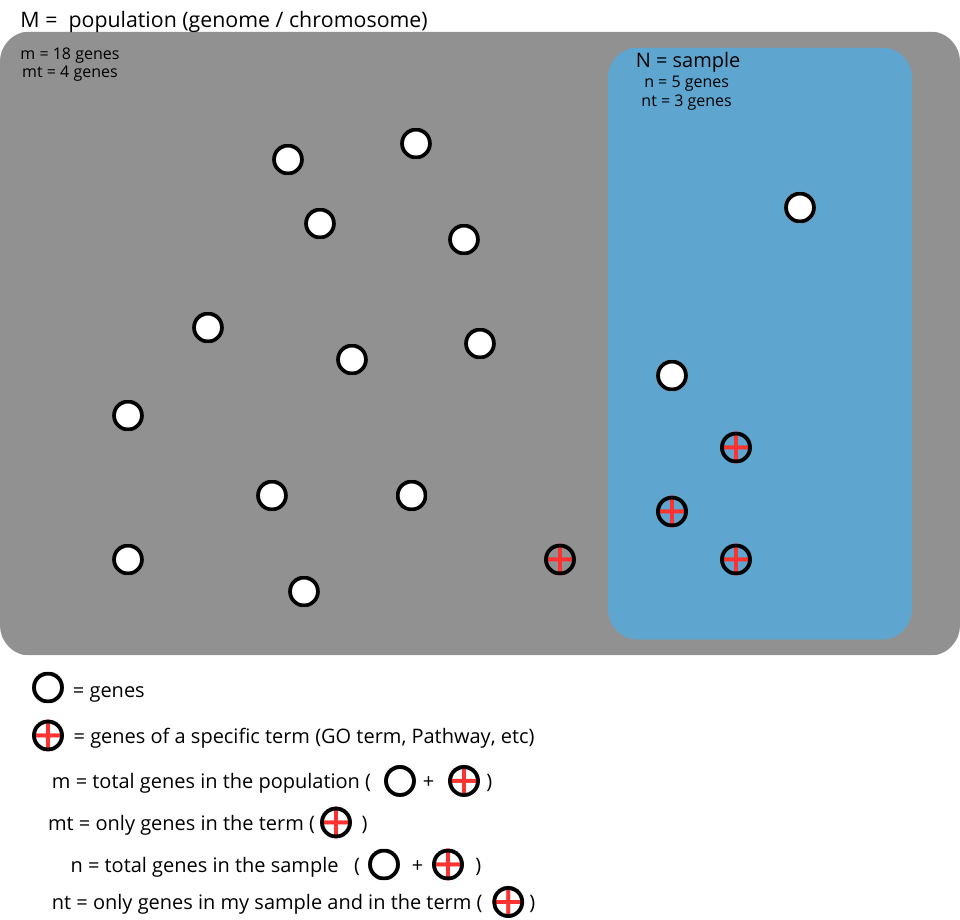 M = population (genome / chromosome)
m = 18 genes
mt = 4 genes
N = sample
n = 5 genes
nt = 3 genes
= genes
= genes of a specific term (GO term, Pathway, etc)
m = total genes in the population ( + )
mt = only genes in the term ( )
n = total genes in the sample ( + )
nt = only genes in my sample and in the term ( )